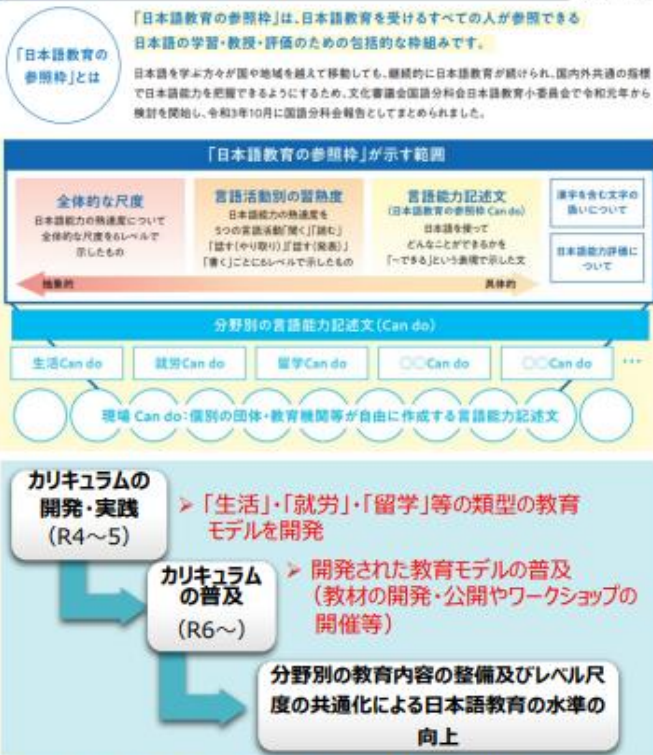 「日本語教育の
参照枠」とは
「日本語教育の参照枠」は、日本語教育を受けるすべての人が参照できる
日本語の学習・教授・評価のための包括的な枠組みです。
日本語を学ぶ方々が国や地域を越えて移動しても、継続的に日本語教育が続けられ、国内外共通の指標
で日本語能力を把握できるようにするため、文化審議会国語分科会日本語教育小委員会で令和元年から
検討を開始し、令和3年10月に国語分科会報告としてまとめられました。
「日本語教育の参照枠」が示す範囲
全体的な尺度
日本語能力の熟達度について
全体的な尺度を6レベルで
示したもの
言語活動別の習熟度
日本語能力の熟達度を
5つの言語活動「聞く」「読む」
「話す(やり取り)」「話す(発表)」
「書く」ごとに6レベルで示したもの
言語能力記述文
(日本語教育の参照枠 Can do)
日本語を使って
どんなことができるかを
「~できる」という表現で示した文
漢字を含む文字の
扱いについて
日本語能力評価に
ついて
抽象的
具体的
分野別の言語能力記述文(Can do)
生活Can do
就労Can do
留学Can do
○○Can do
○○Can do
…
現場 Can do:個別の団体・教育機関等が自由に作成する言語能力記述文
カリキュラムの
開発・実践
(R4~5)
➢ 「生活」・「就労」・「留学」等の類型の教育
モデルを開発
カリキュラム
の普及
(R6~)
➢ 開発された教育モデルの普及
(教材の開発・公開やワークショップの
開催等)
分野別の教育内容の整備及びレベル尺
度の共通化による日本語教育の水準の
向上